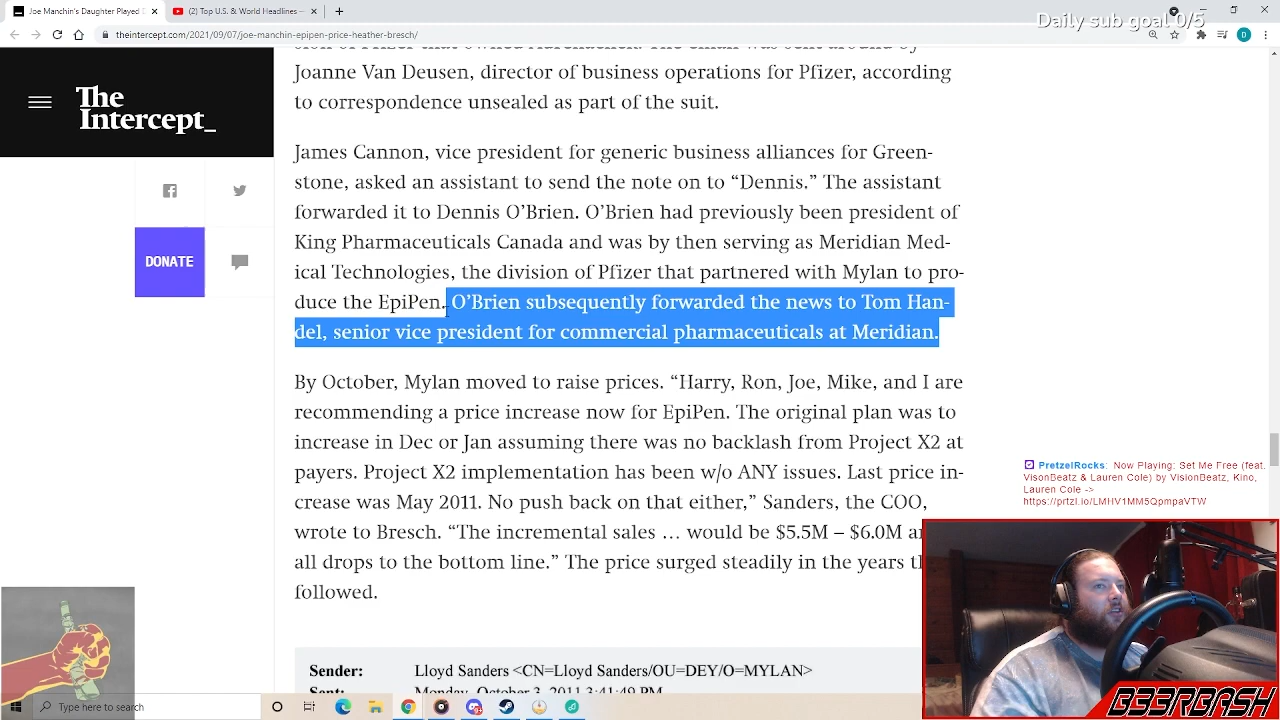 Joe Manchin's Daughter Played D
(2) Top U.S. & World Headlines –
Daily sub goal 0/5
theintercept.com/2021/09/07/joe-manchin-epipen-price-heather-bresch/
D
The
Intercept_
DONATE
Joanne Van Deusen, director of business operations for Pfizer, according
to correspondence unsealed as part of the suit.
James Cannon, vice president for generic business alliances for Green-
stone, asked an assistant to send the note on to “Dennis.” The assistant
forwarded it to Dennis O’Brien. O’Brien had previously been president of
King Pharmaceuticals Canada and was by then serving as Meridian Med-
ical Technologies, the division of Pfizer that partnered with Mylan to pro-
duce the EpiPen. O’Brien subsequently forwarded the news to Tom Han-
del, senior vice president for commercial pharmaceuticals at Meridian.
By October, Mylan moved to raise prices. “Harry, Ron, Joe, Mike, and I are
recommending a price increase now for EpiPen. The original plan was to
increase in Dec or Jan assuming there was no backlash from Project X2 at
payers. Project X2 implementation has been w/o ANY issues. Last price in-
crease was May 2011. No push back on that either,” Sanders, the COO,
wrote to Bresch. “The incremental sales … would be $5.5M – $6.0M a
all drops to the bottom line.” The price surged steadily in the years th
followed.
Sender: Lloyd Sanders <CN=Lloyd Sanders/OU=DEY/O=MYLAN>
Sent: Monday, October 3, 2011 3:41:49 PM
PretzelRocks: Now Playing: Set Me Free (feat.
VisonBeatz & Lauren Cole) by VisionBeatz, Kino,
Lauren Cole ->
https://prtzl.io/LMHV1MM5QpmpaVTW
Type here to search
B33RBASH